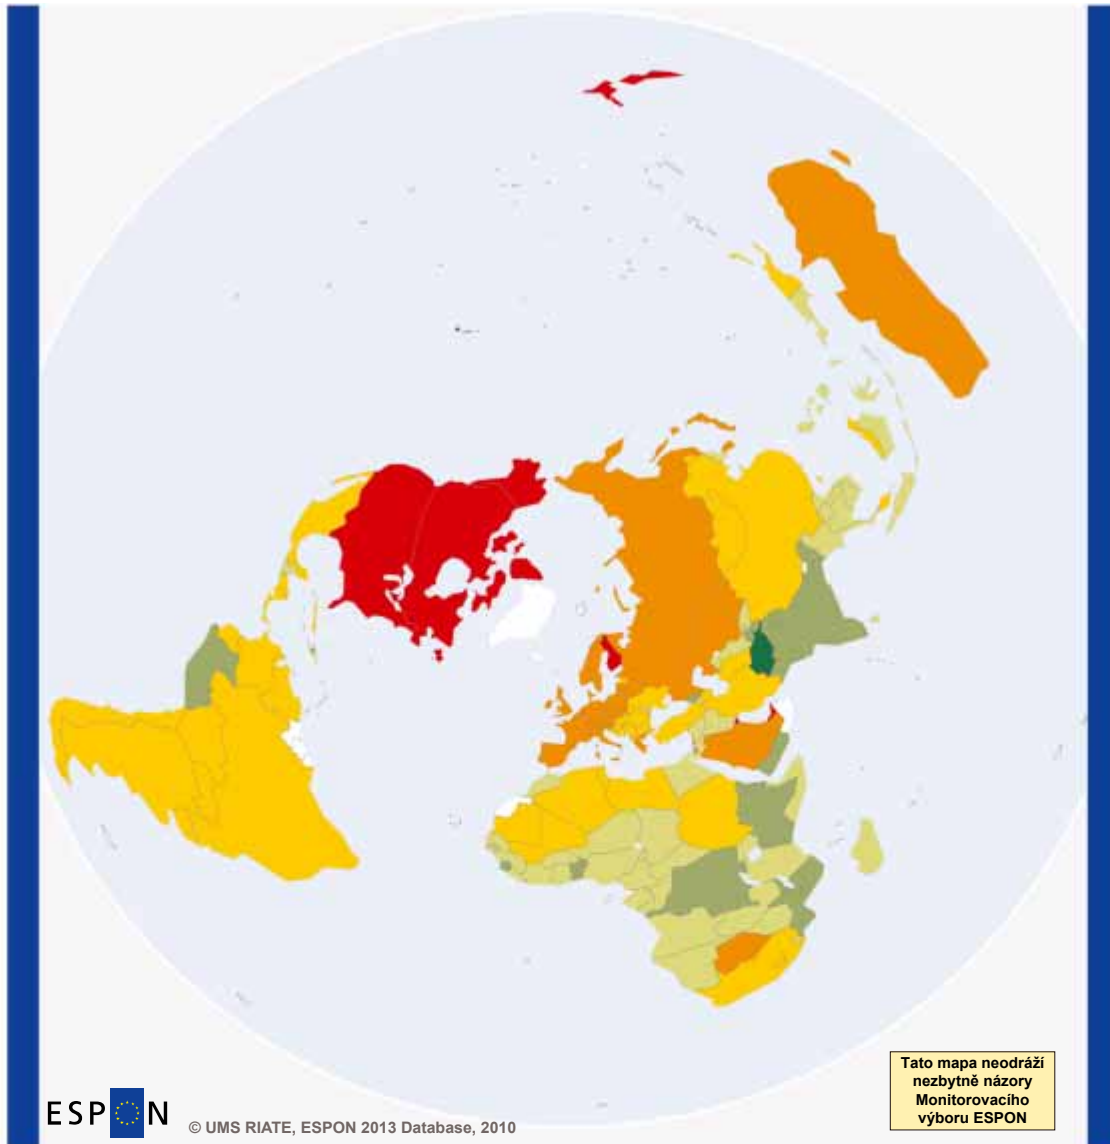 ESPON
© UMS RIATE, ESPON 2013 Database, 2010
Tato mapa neodráží
nezbytně názory
Monitorovacího
výboru ESPON